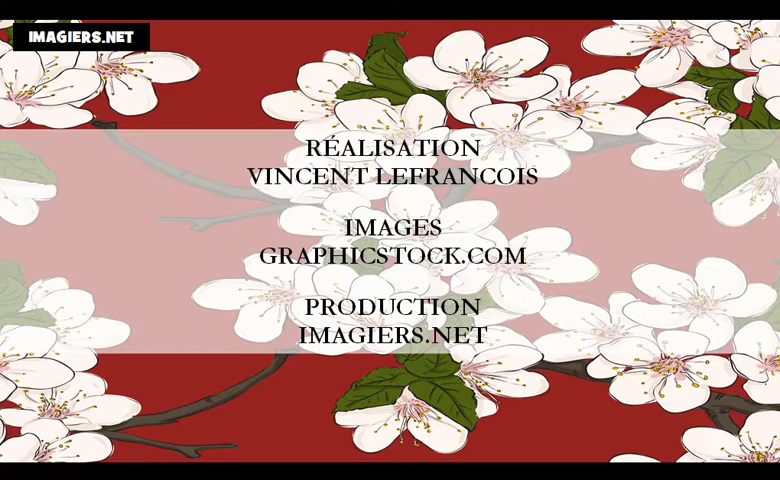 IMAGIERS.NET
RÉALISATION
VINCENT LEFRANCOIS
IMAGES
GRAPHICSTOCK.COM
PRODUCTION
IMAGIERS.NET